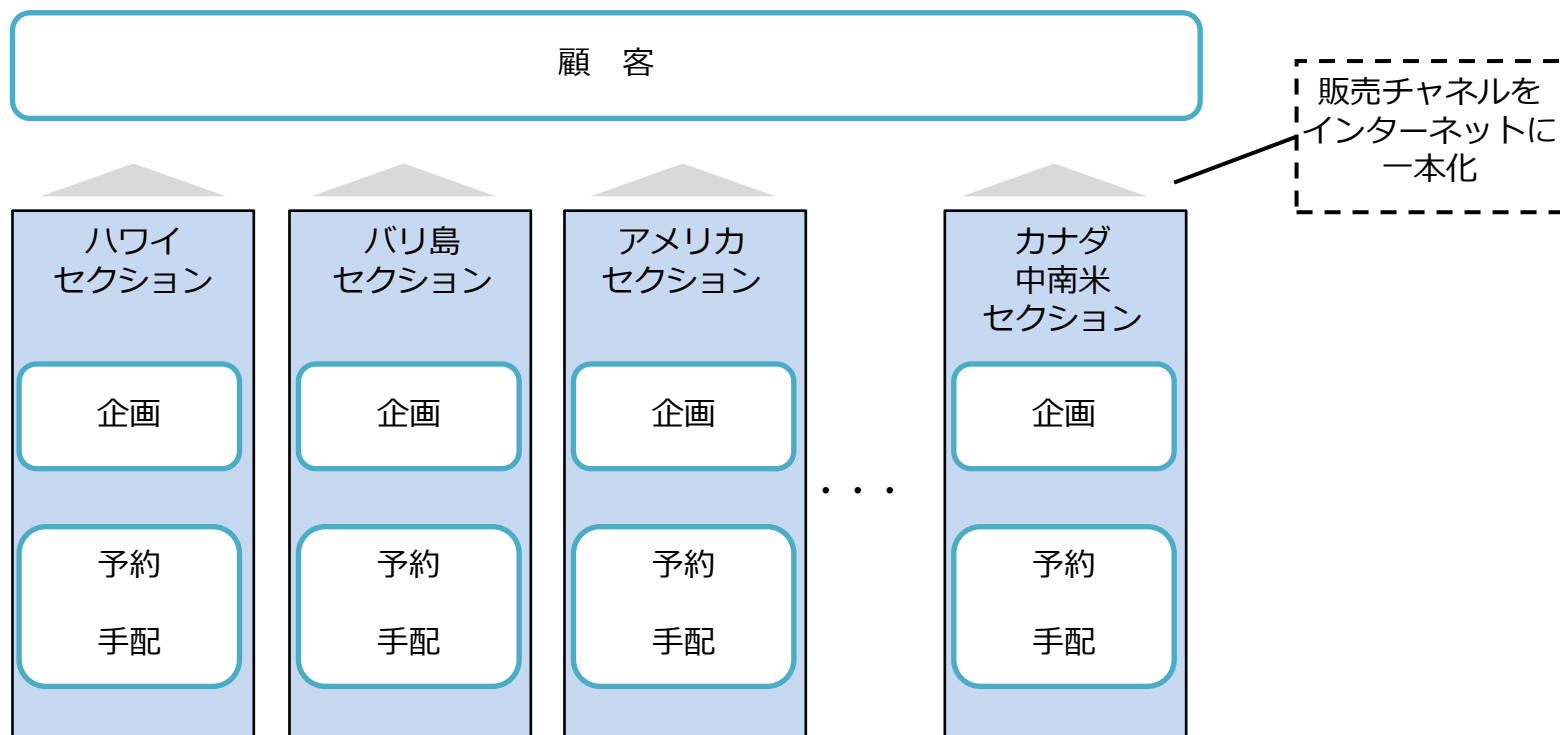 顧　客
販売チャネルを
インターネットに
一本化
ハワイ
セクション
バリ島
セクション
アメリカ
セクション
カナダ
中南米
セクション
企画
企画
企画
企画
・・・
予約
手配
予約
手配
予約
手配
予約
手配